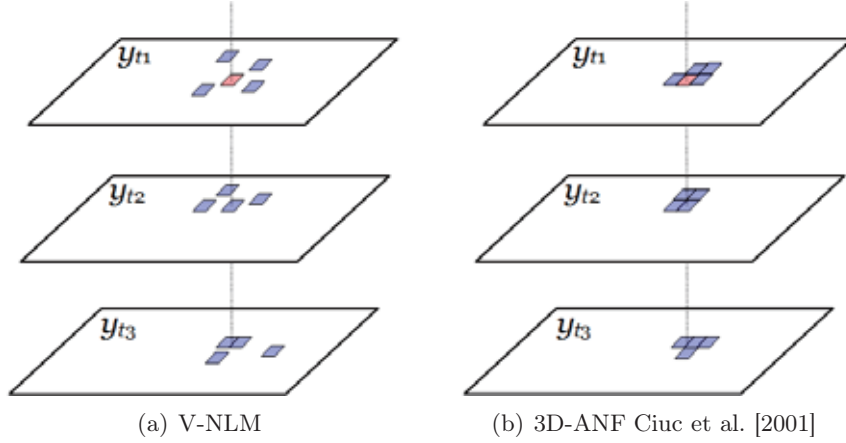 yt1
yt1
yt2
yt2
yt3
yt3
(a) V-NLM
(b) 3D-ANF Ciuc et al. [2001]